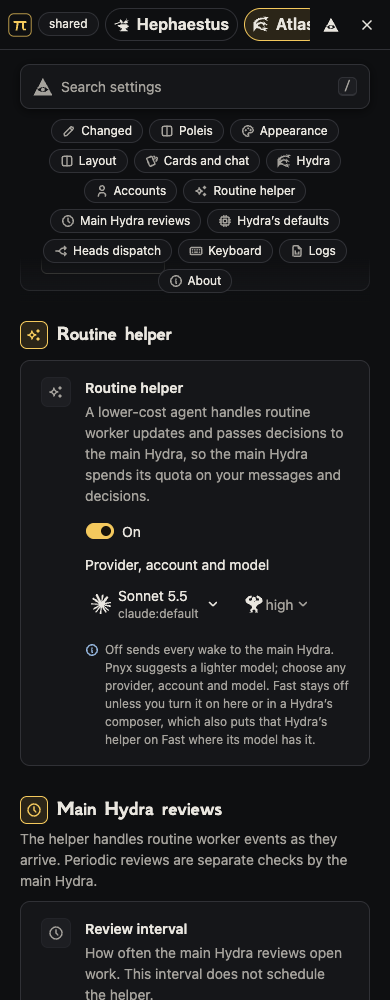 π shared Hephaestus Atlas
Search settings /
Changed Poleis Appearance
Layout Cards and chat Hydra
Accounts Routine helper
Main Hydra reviews Hydra's defaults
Heads dispatch Keyboard Logs
About
Routine helper
Routine helper
A lower-cost agent handles routine
worker updates and passes decisions to
the main Hydra, so the main Hydra
spends its quota on your messages and
decisions.
On
Provider, account and model
Sonnet 5.5
claude:default
high
Off sends every wake to the main Hydra.
Pnyx suggests a lighter model; choose any
provider, account and model. Fast stays off
unless you turn it on here or in a Hydra's
composer, which also puts that Hydra's
helper on Fast where its model has it.
Main Hydra reviews
The helper handles routine worker events as they
arrive. Periodic reviews are separate checks by the
main Hydra.
Review interval
How often the main Hydra reviews open
work. This interval does not schedule
the helper.